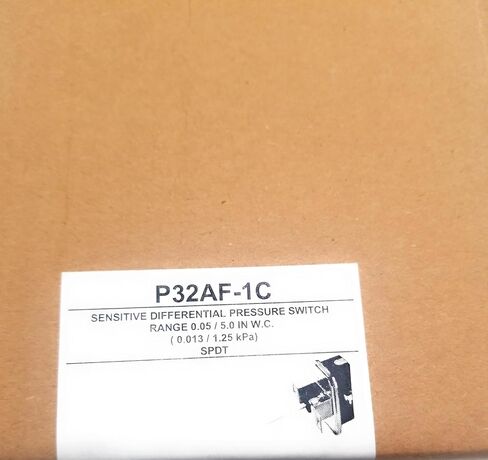 P32AF-1C
SENSITIVE DIFFERENTIAL PRESSURE SWITCH
RANGE 0.05 / 5.0 IN W.C.
( 0.013 / 1.25 kPa)
SPDT